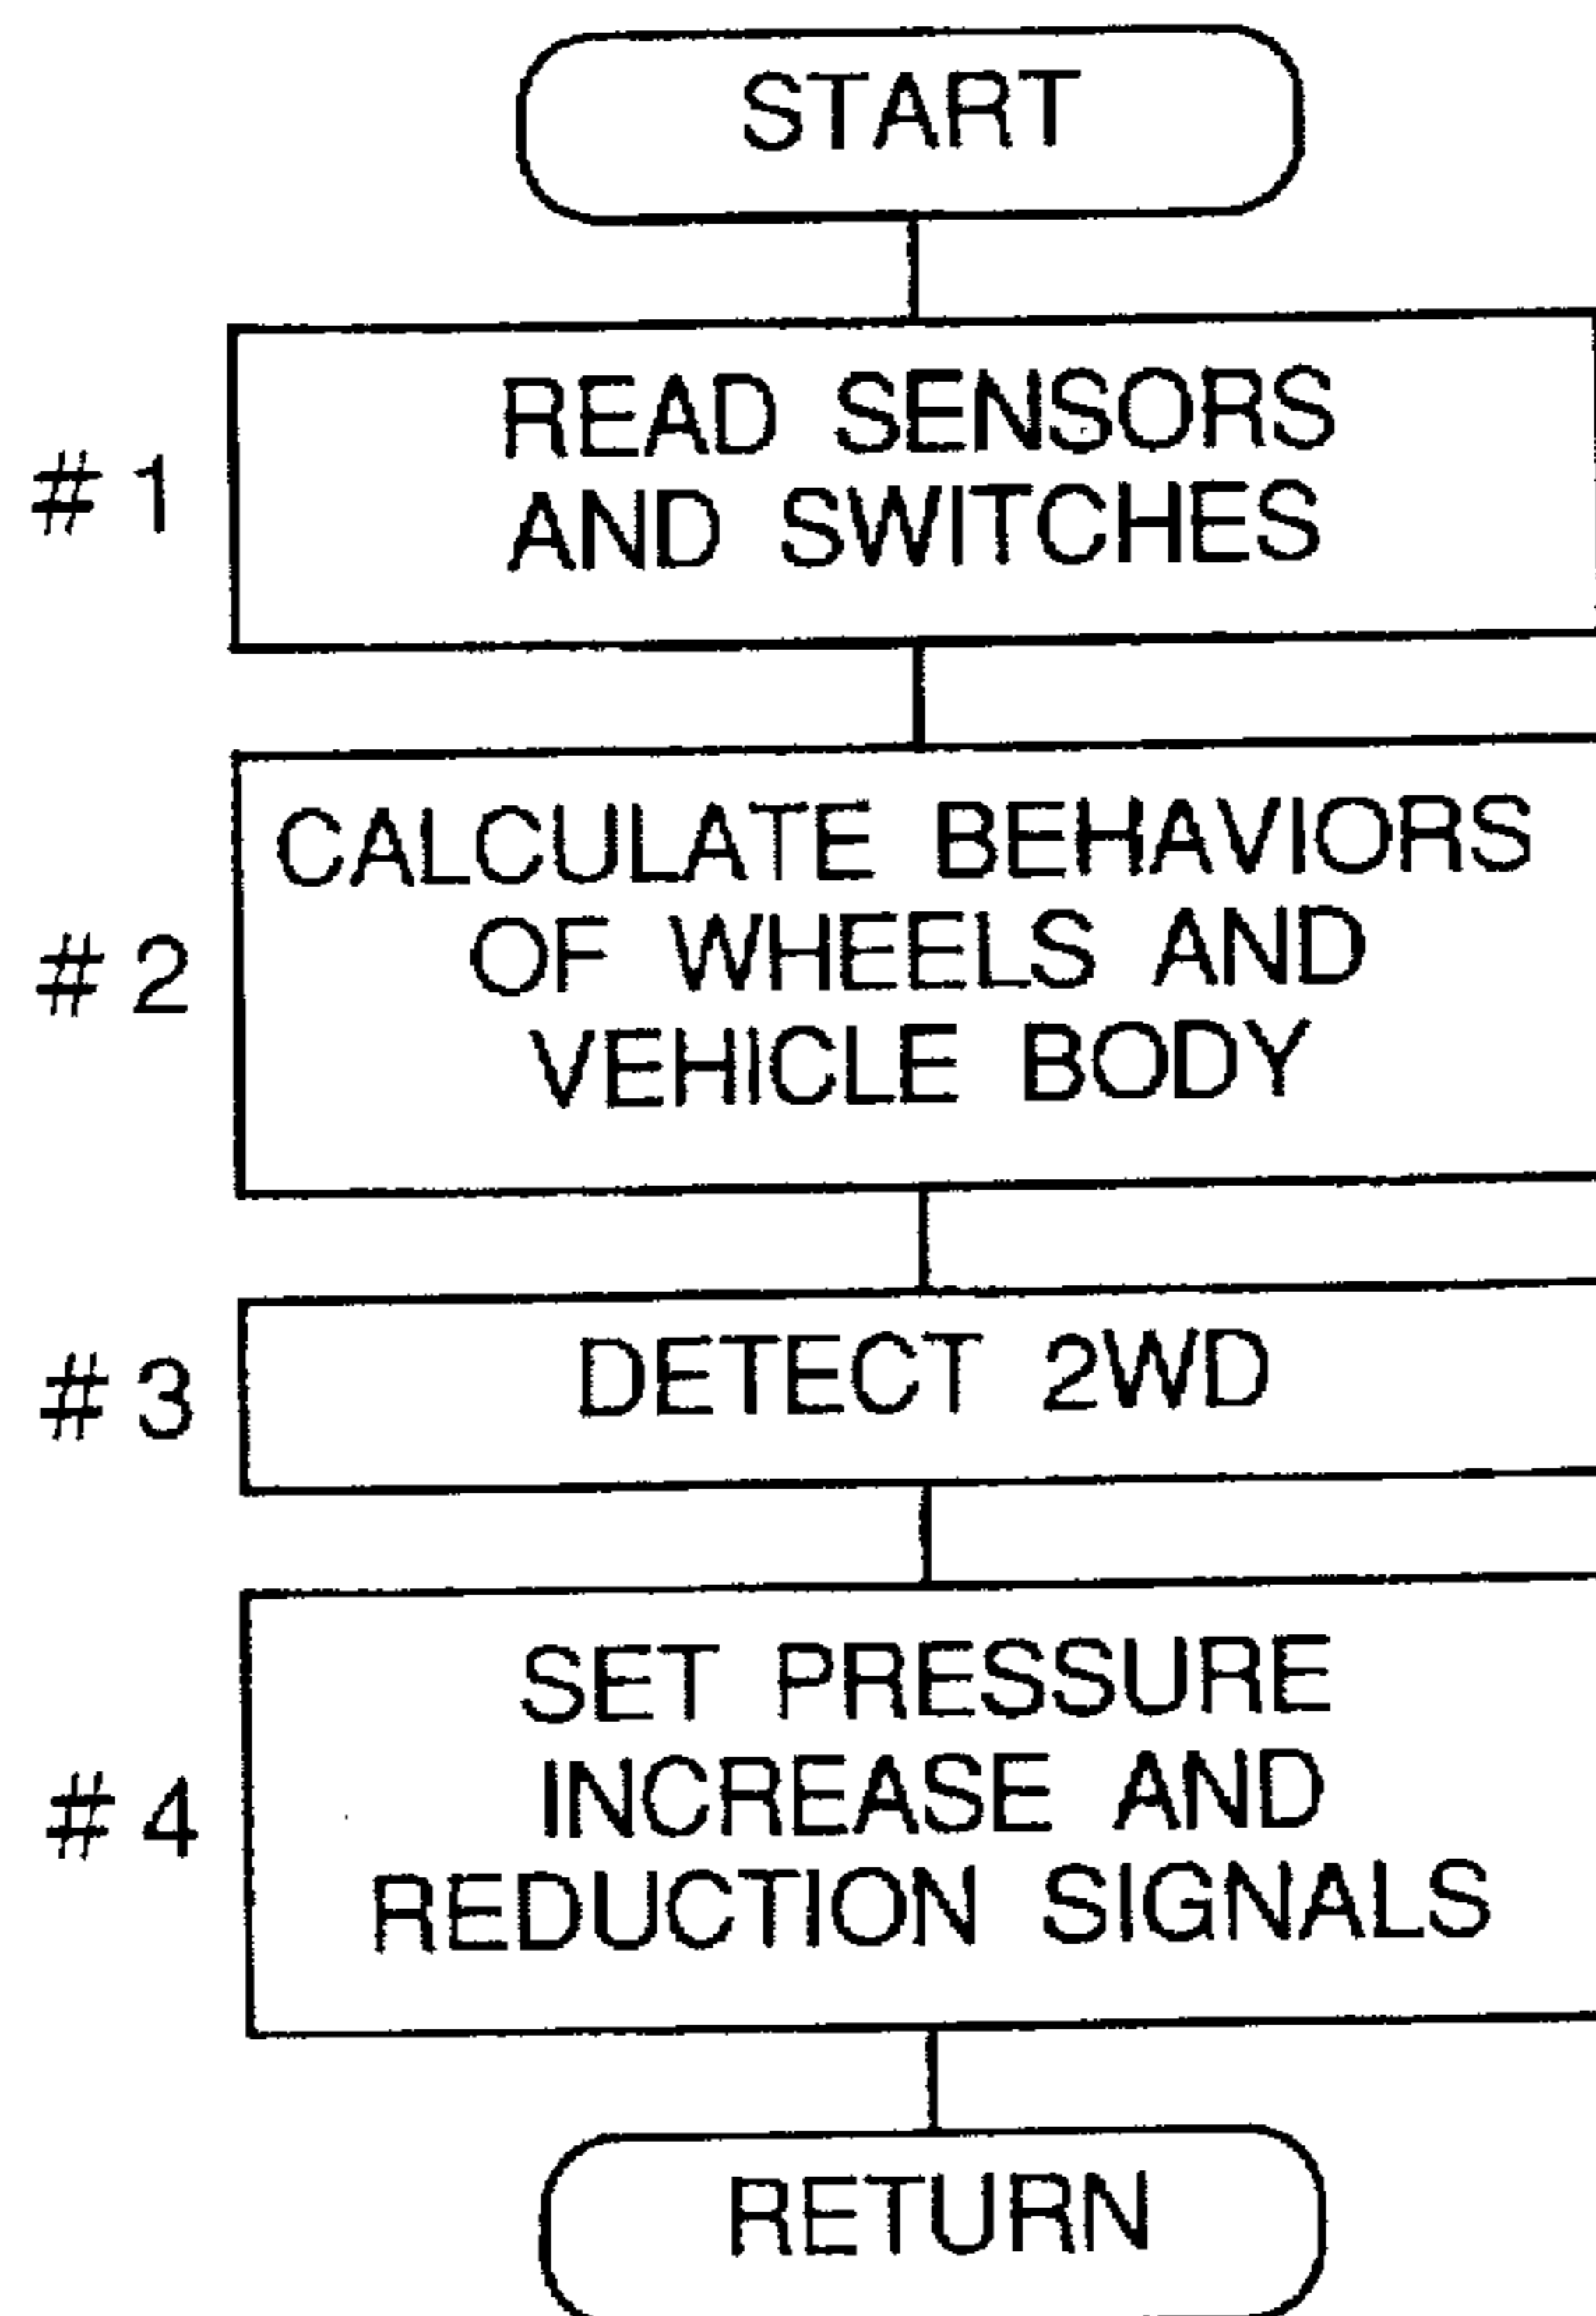 START
#1
READ SENSORS
AND SWITCHES
#2
CALCULATE BEHAVIORS
OF WHEELS AND
VEHICLE BODY
#3
DETECT 2WD
#4
SET PRESSURE
INCREASE AND
REDUCTION SIGNALS
RETURN